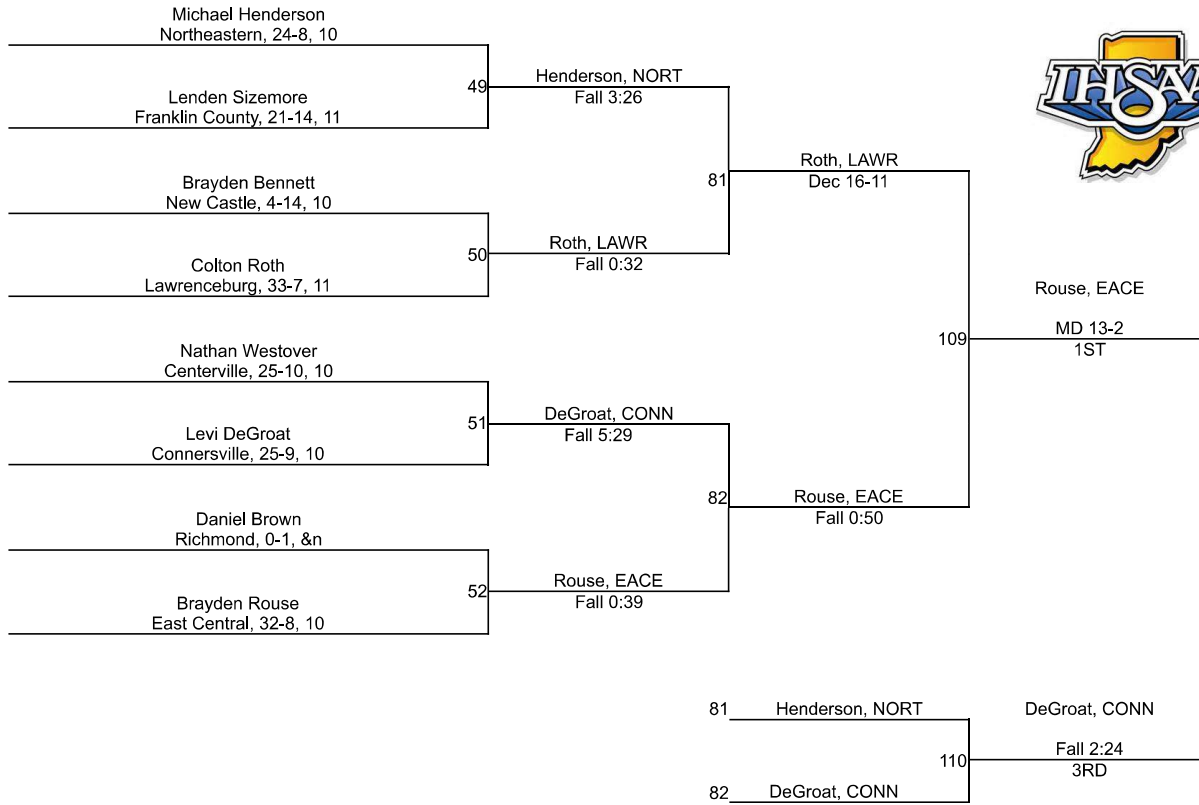 Michael Henderson
Northeastern, 24-8, 10
Lenden Sizemore
Franklin County, 21-14, 11
49
Henderson, NORT
Fall 3:26
Brayden Bennett
New Castle, 4-14, 10
Colton Roth
Lawrenceburg, 33-7, 11
50
Roth, LAWR
Fall 0:32
81
Roth, LAWR
Dec 16-11
Nathan Westover
Centerville, 25-10, 10
Levi DeGroat
Connersville, 25-9, 10
51
DeGroat, CONN
Fall 5:29
Daniel Brown
Richmond, 0-1, &n
Brayden Rouse
East Central, 32-8, 10
52
Rouse, EACE
Fall 0:39
82
Rouse, EACE
Fall 0:50
109
Rouse, EACE
MD 13-2
1ST
81
Henderson, NORT
82
DeGroat, CONN
110
DeGroat, CONN
Fall 2:24
3RD
IHSAA